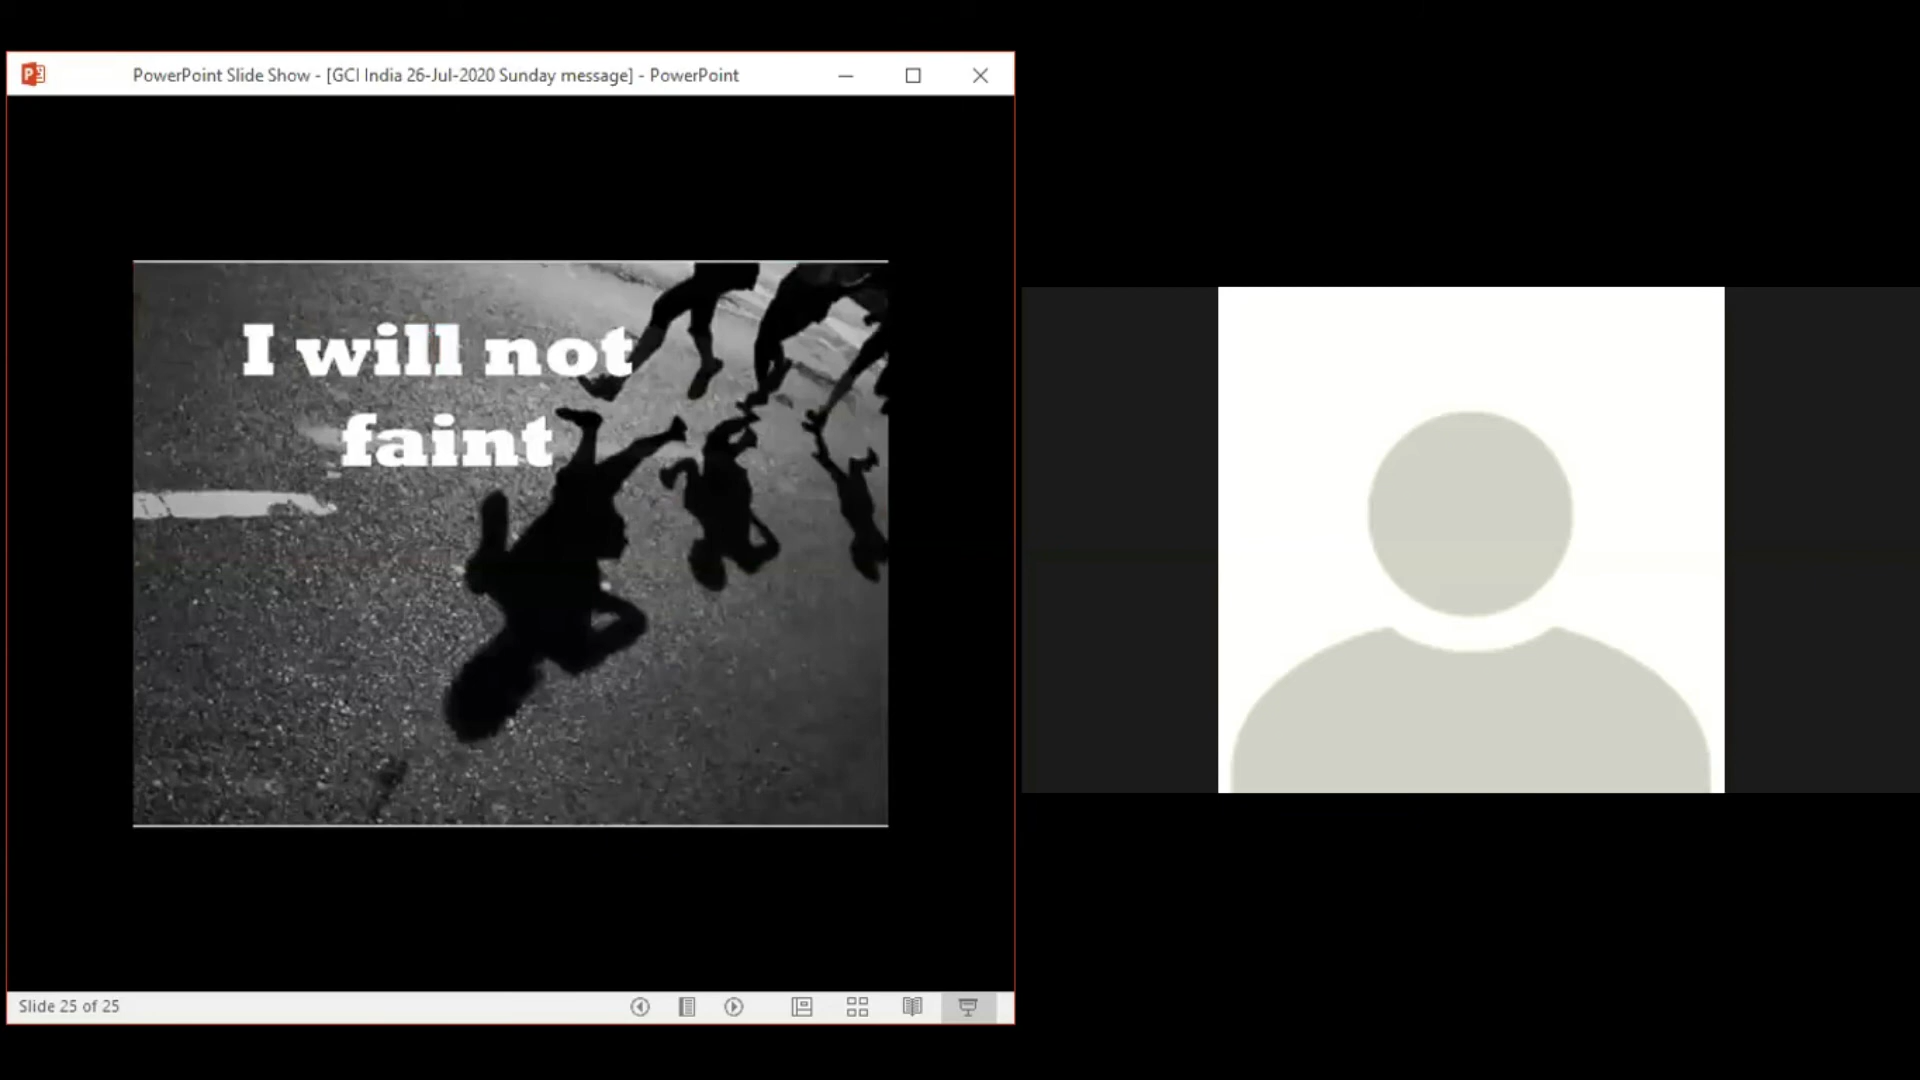 PowerPoint Slide Show - [GCI India 26-Jul-2020 Sunday message] - PowerPoint
I will not
faint
Slide 25 of 25